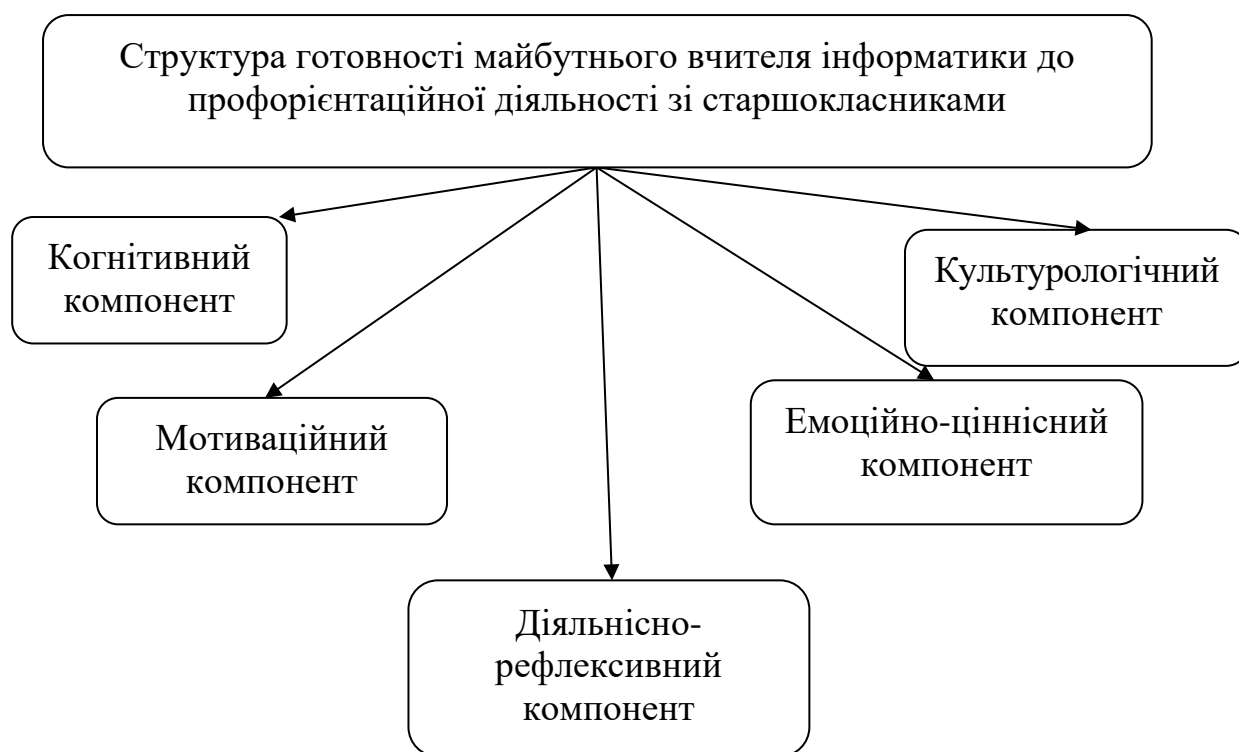 Структура готовності майбутнього вчителя інформатики до
профорієнтаційної діяльності зі старшокласниками
Когнітивний
компонент
Культурологічний
компонент
Мотиваційний
компонент
Емоційно-ціннісний
компонент
Діяльнісно-
рефлексивний
компонент